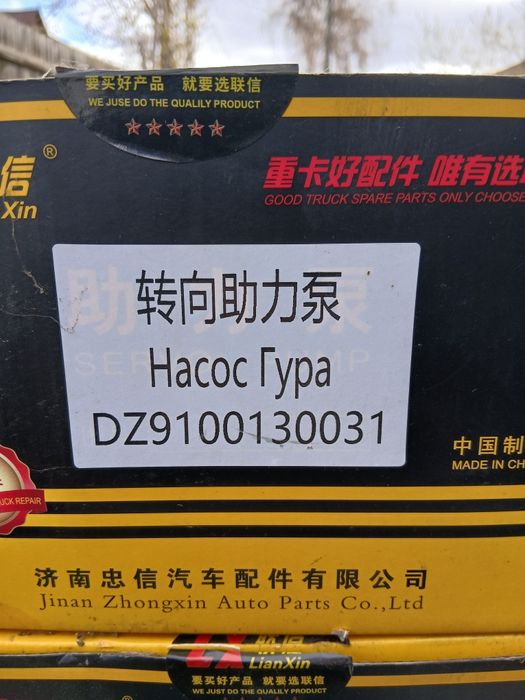 要买好产品 就要选联信
WE JUSE DO THE QUALILY PRODUCT
信®
Xin
重卡好配件 唯有选
GOOD TRUCK SPARE PARTS ONLY CHOOSE
转向助力泵
Насос Гура
DZ9100130031
中国制
MADE IN CH
UCK REPAIR
济南忠信汽车配件有限公司
Jinan Zhongxin Auto Parts Co.,Ltd
LianXin
要买好产品 就要选联信
WE JUSE DO THE QUALILY PRODUCT